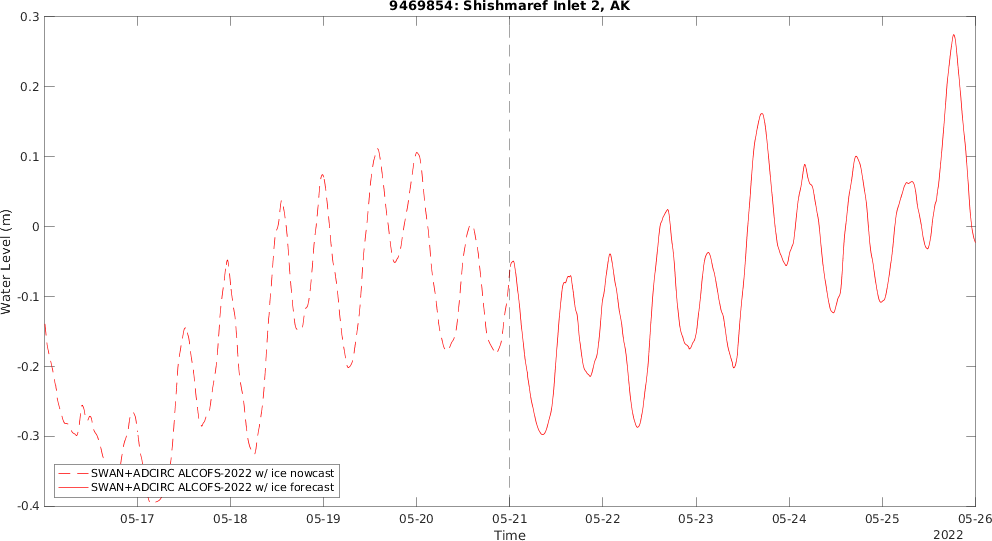 9469854: Shishmaref Inlet 2, AK
0.3
0.2
0.1
0
-0.1
-0.2
-0.3
-0.4
Water Level (m)
SWAN+ADCIRC ALCOFS-2022 w/ ice nowcast
SWAN+ADCIRC ALCOFS-2022 w/ ice forecast
05-17 05-18 05-19 05-20 05-21 05-22 05-23 05-24 05-25 05-26
Time
2022